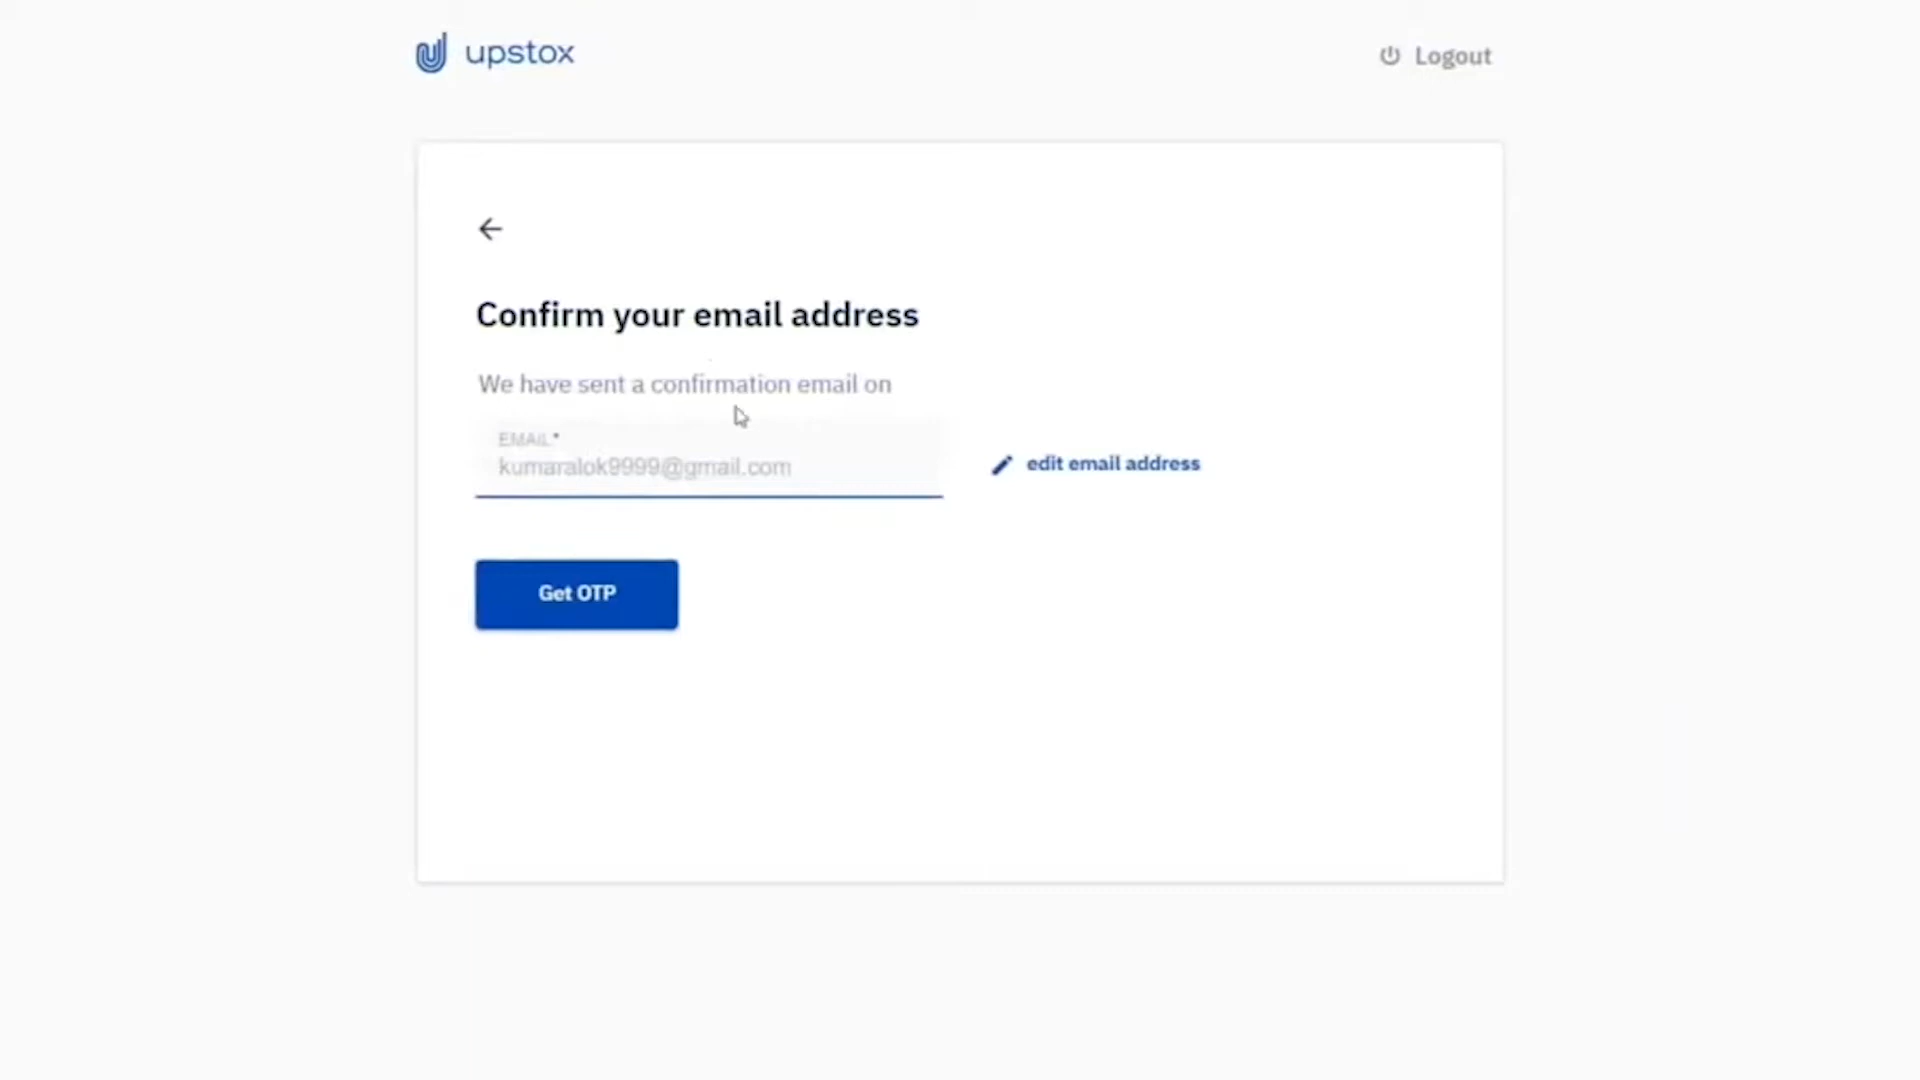 upstox
Logout
Confirm your email address
We have sent a confirmation email on
EMAIL*
kumaralok9999@gmail.com
edit email address
Get OTP